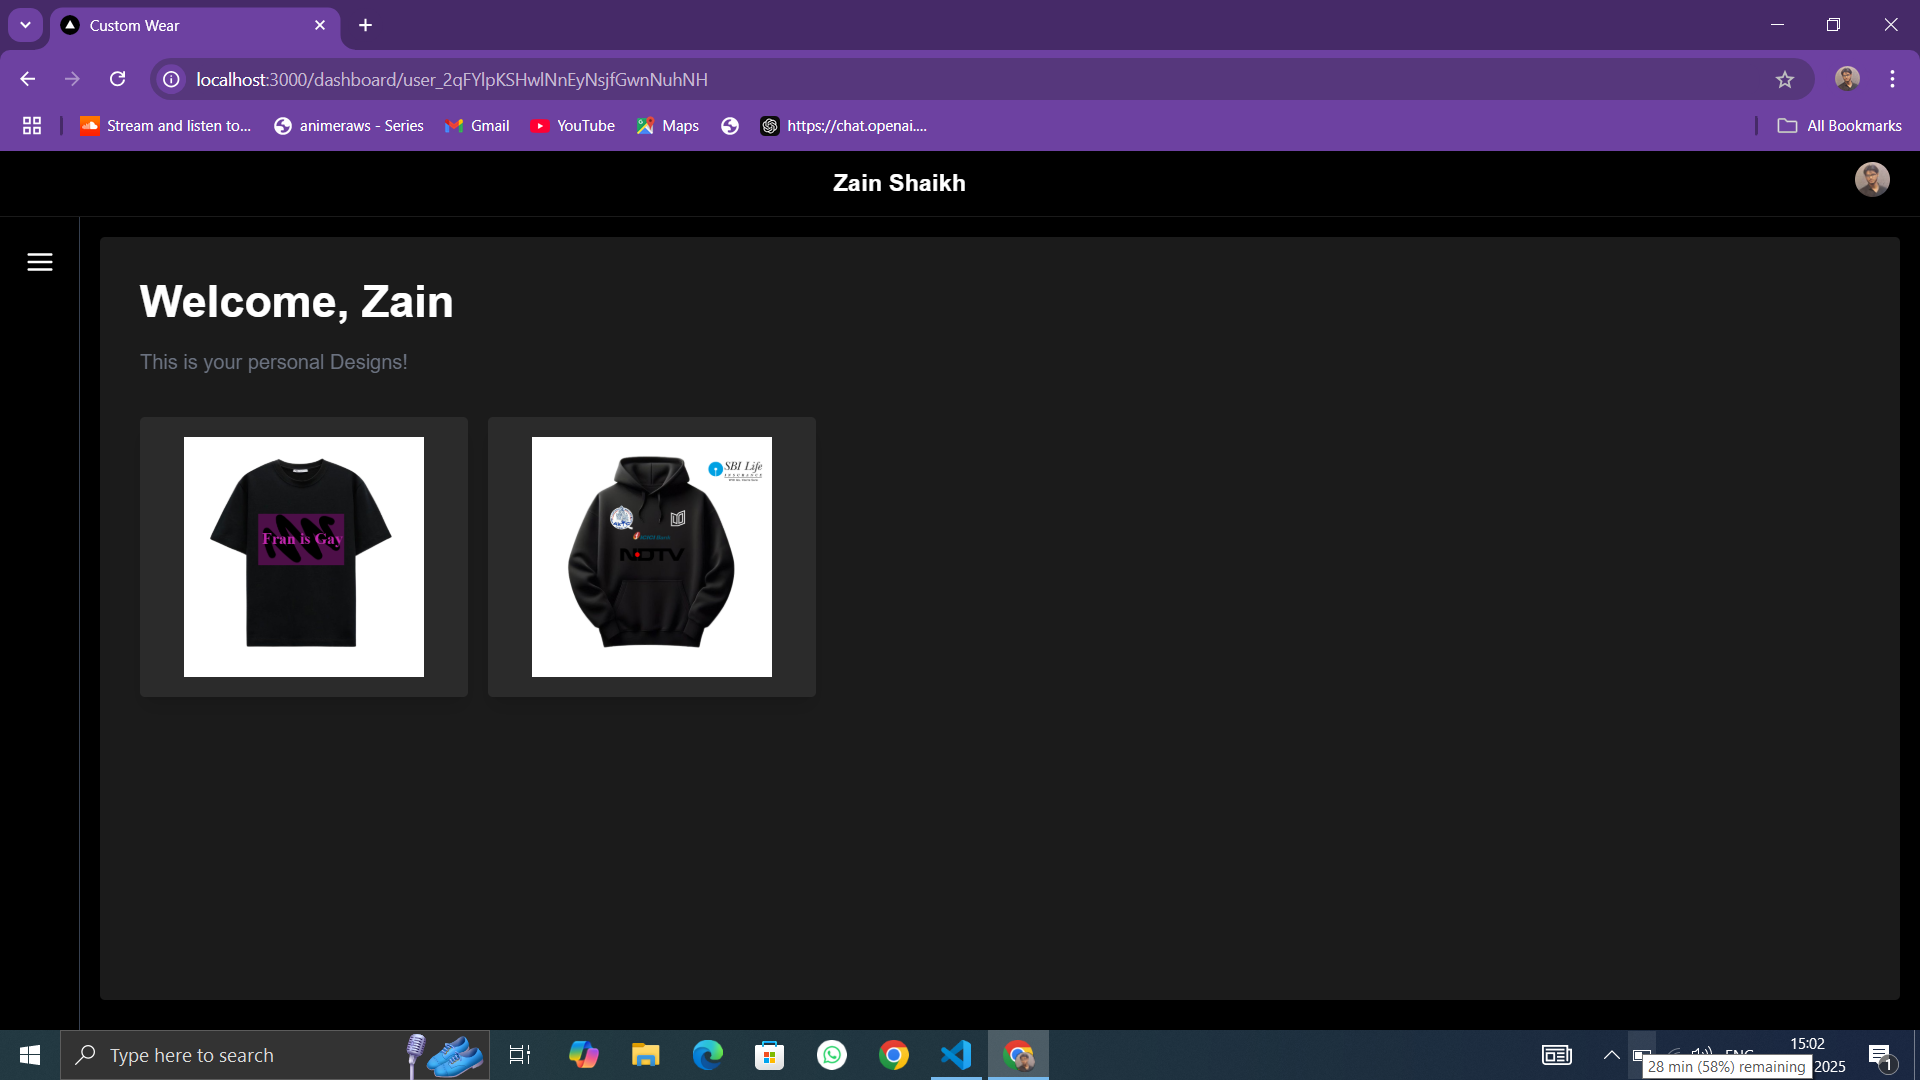 Custom Wear
localhost:3000/dashboard/user_2qFYlpKSHwlNnEyNsjfGwnNuhNH
Stream and listen to...
animeraws - Series
Gmail
YouTube
Maps
https://chat.openai....
All Bookmarks
Zain Shaikh
Welcome, Zain
This is your personal Designs!
Fran is Gay
SBI Life
INSURANCE
NDTV
Type here to search
15:02
2025
28 min (58%) remaining
1